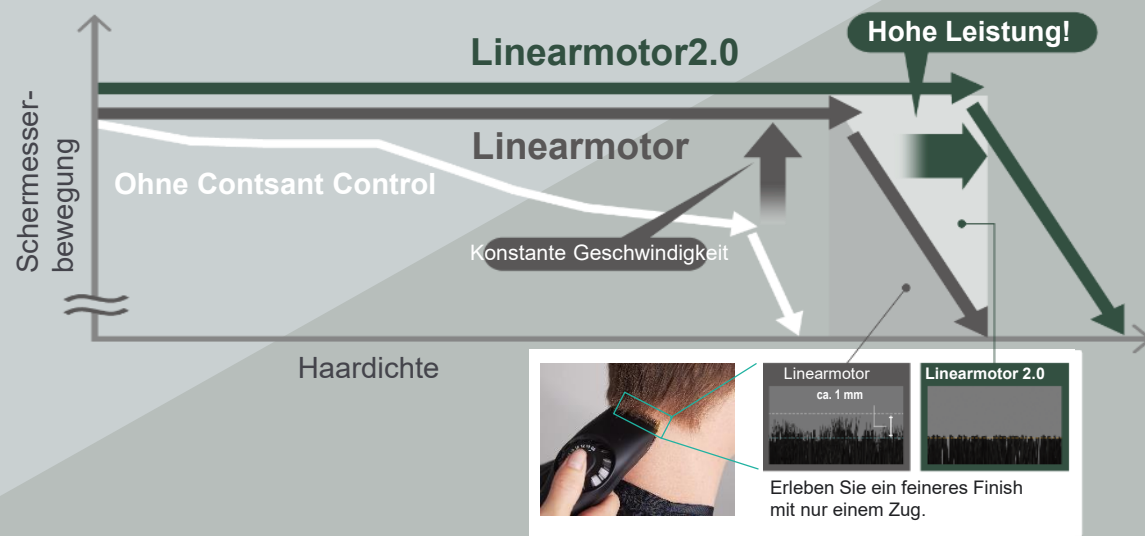 Hohe Leistung!
Linearmotor2.0
Linearmotor
Ohne Contsant Control
Konstante Geschwindigkeit
Schermesser-
bewegung
Haardichte
Linearmotor
ca. 1 mm
Linearmotor 2.0
Erleben Sie ein feineres Finish
mit nur einem Zug.